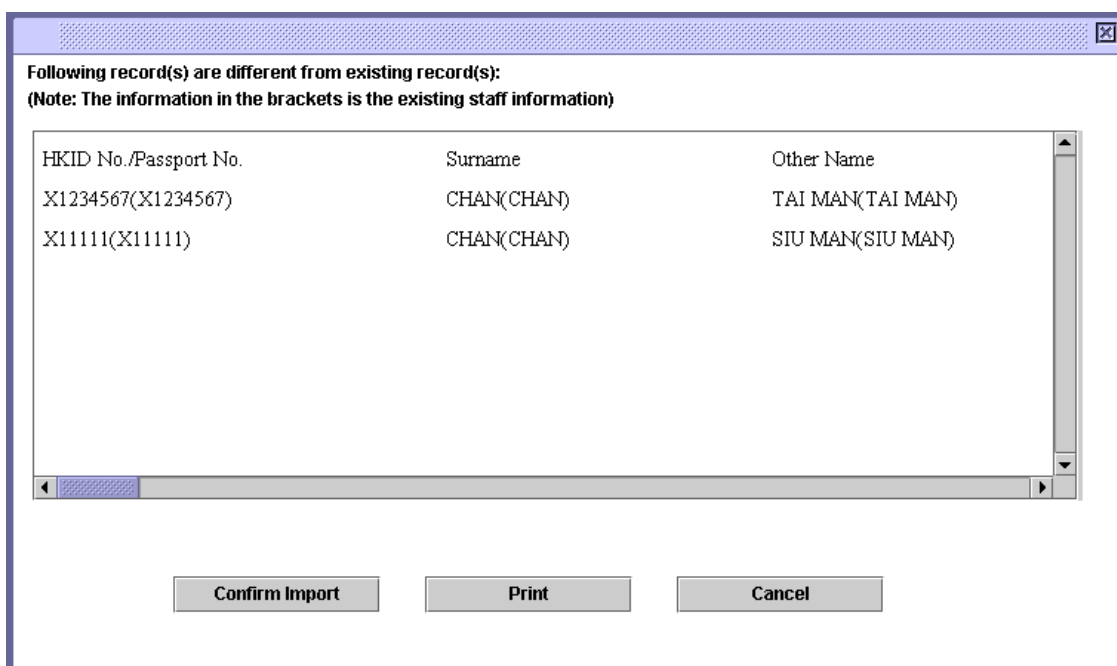 Following record(s) are different from existing record(s):
(Note: The information in the brackets is the existing staff information)
HKID No./Passport No. Surname Other Name
X1234567(X1234567) CHAN(CHAN) TAI MAN(TAI MAN)
X11111(X11111) CHAN(CHAN) SIU MAN(SIU MAN)
Confirm Import Print Cancel